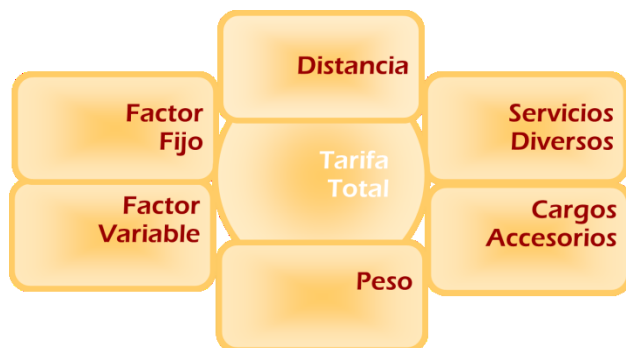 Distancia
Factor
Fijo
Servicios
Diversos
Tarifa
Total
Factor
Variable
Cargos
Accesorios
Peso